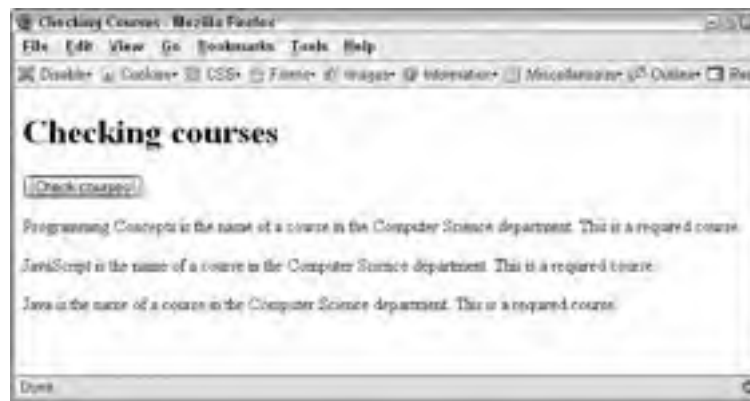 Checking Courses - Mozilla Firefox
File Edit View Go Bookmarks Tools Help
Disable Cookies CSS Forms Images Information Miscellaneous Outline
Checking courses
Check courses!
Programming Concepts is the name of a course in the Computer Science department. This is a required course.
JavaScript is the name of a course in the Computer Science department. This is a required course.
Java is the name of a course in the Computer Science department. This is a required course.
Done